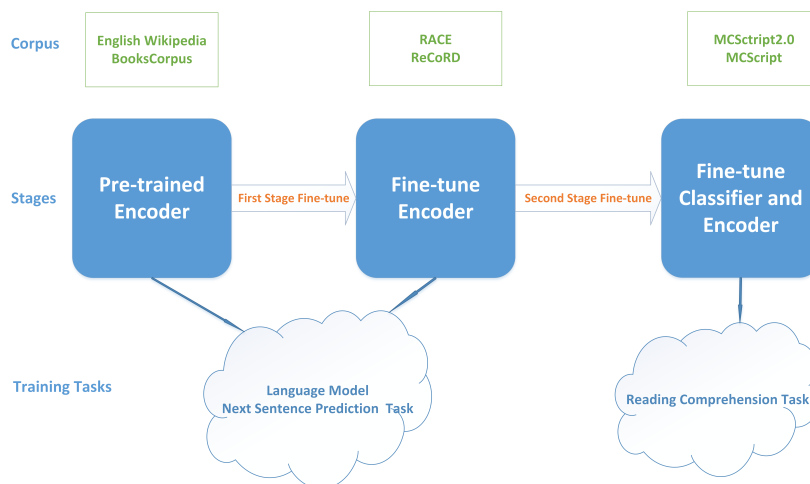 Corpus
English Wikipedia
BooksCorpus
RACE
ReCoRD
MCSctript2.0
MCScript
Stages
Pre-trained
Encoder
First Stage Fine-tune
Fine-tune
Encoder
Second Stage Fine-tune
Fine-tune
Classifier and
Encoder
Training Tasks
Language Model
Next Sentence Prediction Task
Reading Comprehension Task